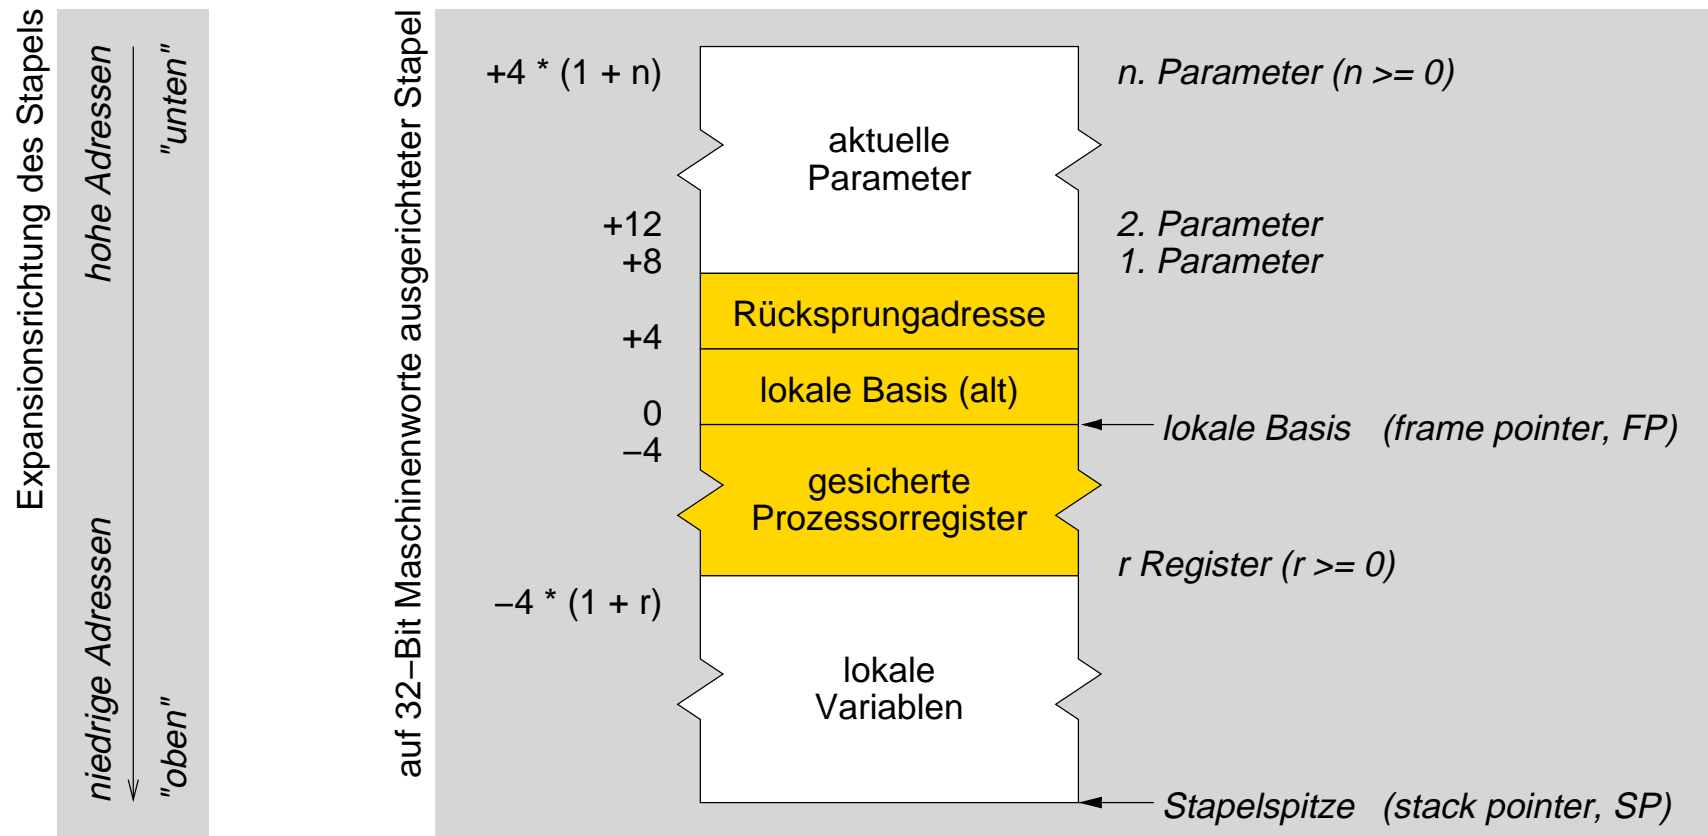 Expansionsrichtung des Stapels
hohe Adressen
niedrige Adressen
"unten"
"oben"
auf 32–Bit Maschinenworte ausgerichteter Stapel
+4 * (1 + n)
n. Parameter (n >= 0)
aktuelle
Parameter
+12
2. Parameter
+8
1. Parameter
Rücksprungadresse
+4
lokale Basis (alt)
0
lokale Basis (frame pointer, FP)
–4
gesicherte
Prozessorregister
r Register (r >= 0)
–4 * (1 + r)
lokale
Variablen
Stapelspitze (stack pointer, SP)